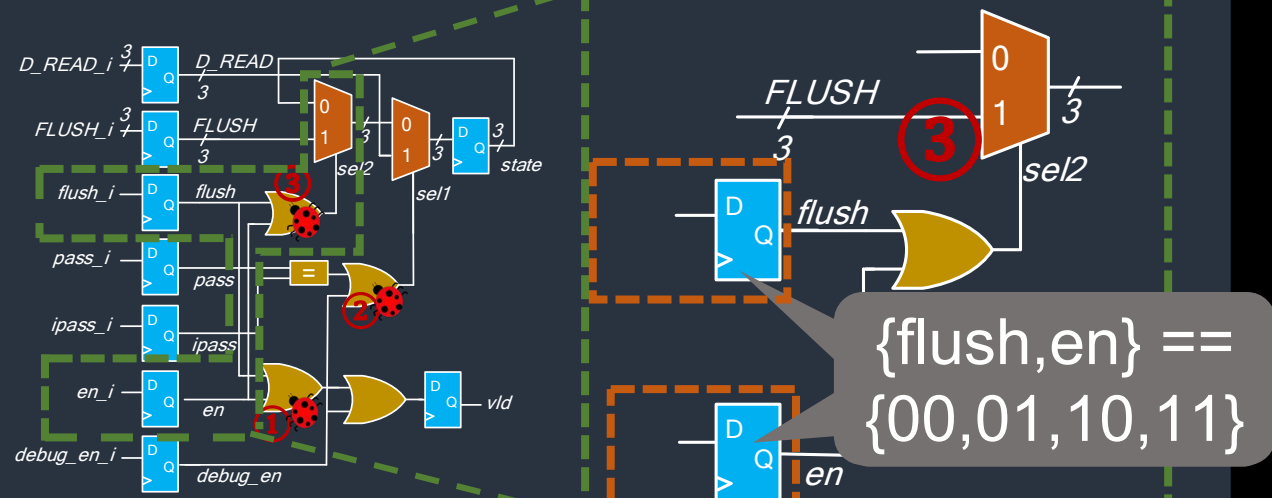 D_READ_i
3
D
Q
D_READ
3
FLUSH_i
3
D
Q
FLUSH
3
flush_i
D
Q
flush
pass_i
D
Q
pass
ipass_i
D
Q
ipass
en_i
D
Q
en
debug_en_i
D
Q
debug_en
0
1
3
sel2
0
1
3
sel1
D
Q
3
state
3
=
2
1
D
Q
vld
FLUSH
3
3
0
1
3
sel2
D
Q
flush
D
Q
en
{flush,en} ==
{00,01,10,11}